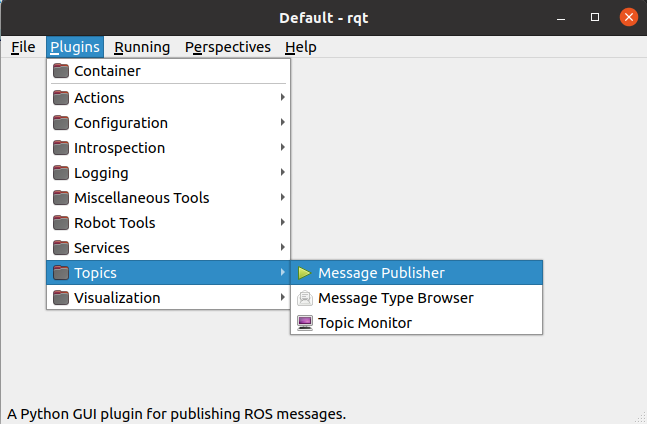 Default - rqt
File Plugins Running Perspectives Help
Container
Actions
Configuration
Introspection
Logging
Miscellaneous Tools
Robot Tools
Services
Topics
Message Publisher
Visualization
Message Type Browser
Topic Monitor
A Python GUI plugin for publishing ROS messages.